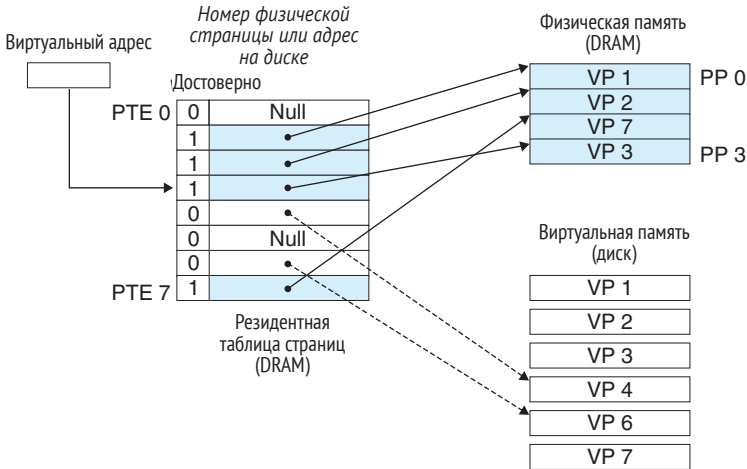 Номер физической
страницы или адрес
на диске
Виртуальный адрес
Достоверно
PTE 0 0 Null
1
1
1
0
0 Null
0
PTE 7 1
Резидентная
таблица страниц
(DRAM)
Физическая память
(DRAM)
VP 1 PP 0
VP 2
VP 7
VP 3 PP 3
Виртуальная память
(диск)
VP 1
VP 2
VP 3
VP 4
VP 6
VP 7